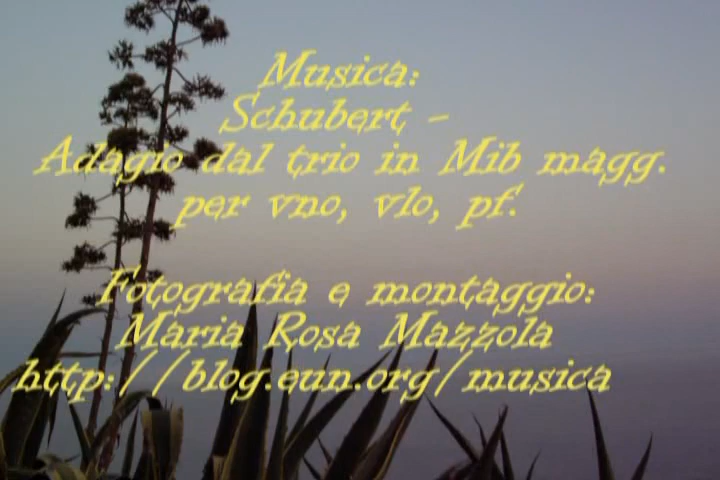 Musica:
Schubert -
Adagio dal trio in Mib magg.
per vno, vlo, pf.
Fotografia e montaggio:
Maria Rosa Mazzola
http://blog.eun.org/musica